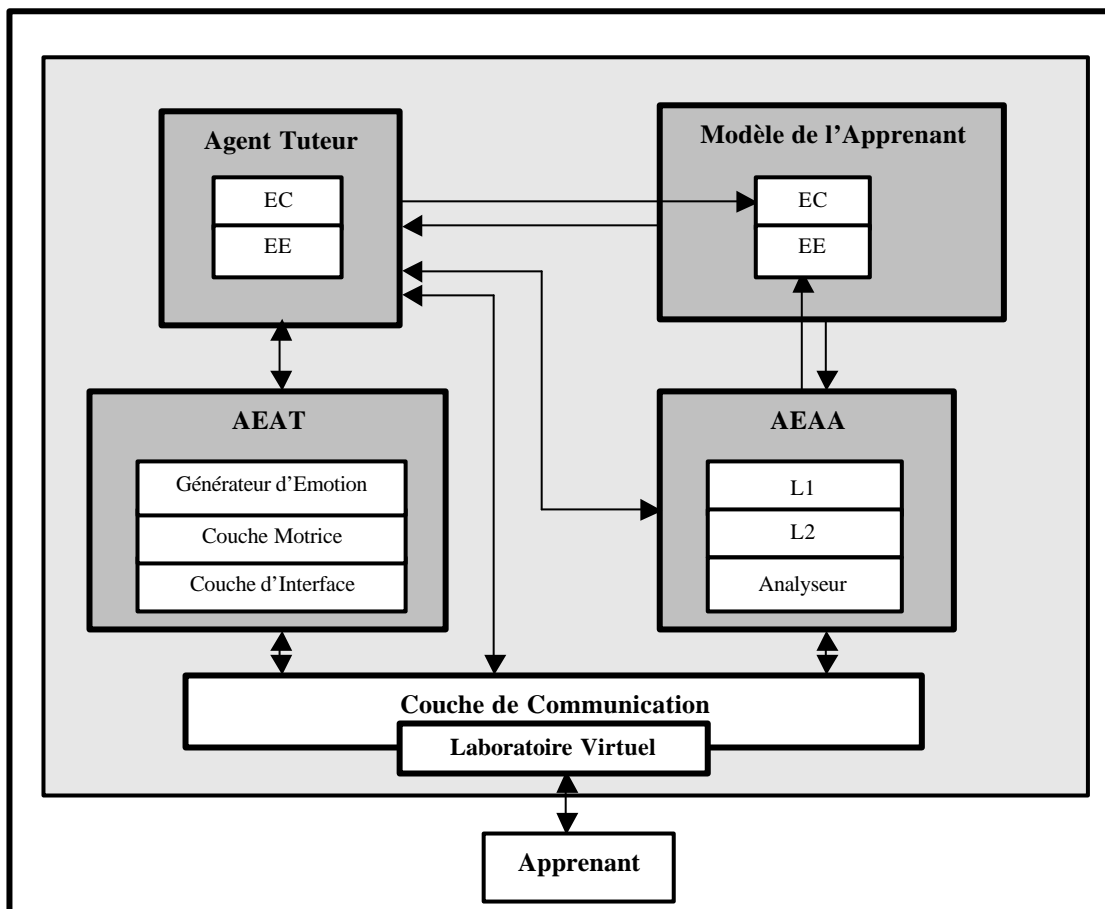 Agent Tuteur
EC
EE
Modèle de l'Apprenant
EC
EE
AEAT
Générateur d'Emotion
Couche Motrice
Couche d'Interface
AEAA
L1
L2
Analyseur
Couche de Communication
Laboratoire Virtuel
Apprenant